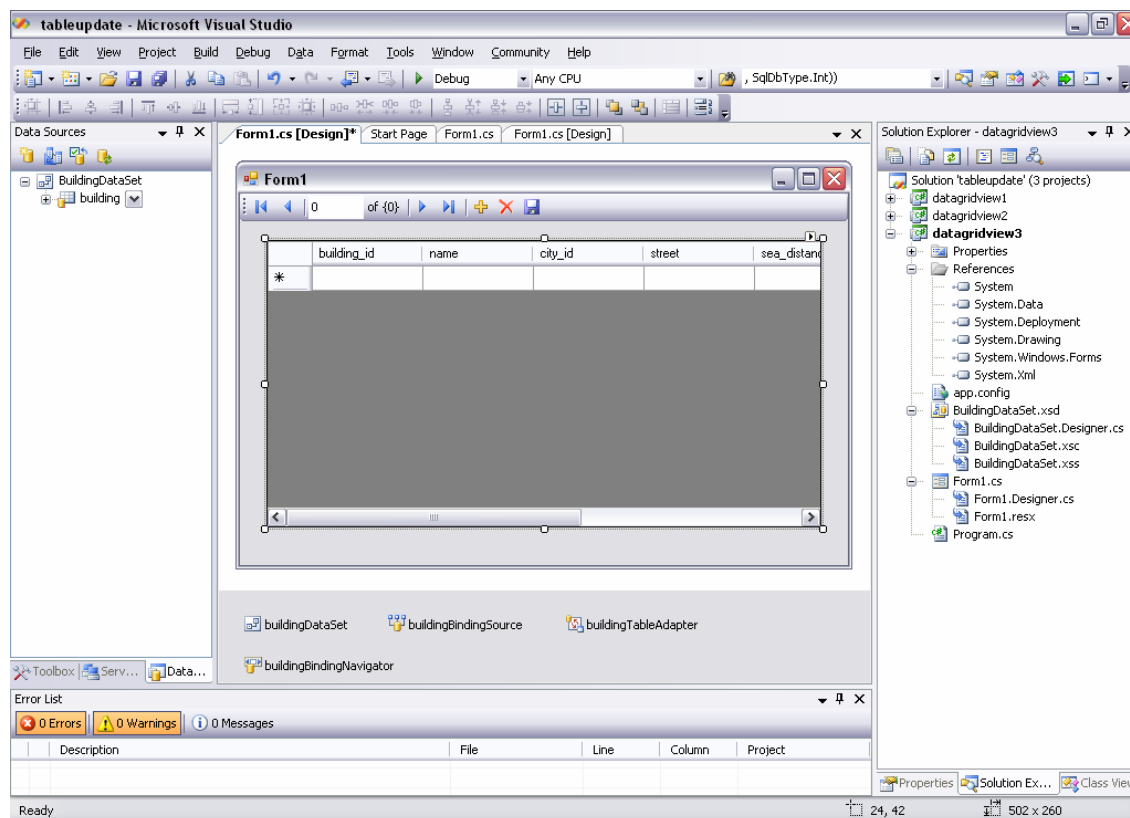 tableupdate - Microsoft Visual Studio
File Edit View Project Build Debug Data Format Tools Window Community Help
Debug Any CPU , SqlDbType.Int))
Data Sources
BuildingDataSet
building
Toolbox Serv... Data...
Form1.cs [Design]* Start Page Form1.cs Form1.cs [Design]
Form1
0 of {0}
building_id name city_id street sea_distanc
buildingDataSet buildingBindingSource buildingTableAdapter
buildingBindingNavigator
Solution Explorer - datagridview3
Solution 'tableupdate' (3 projects)
datagridview1
datagridview2
datagridview3
Properties
References
System
System.Data
System.Deployment
System.Drawing
System.Windows.Forms
System.Xml
app.config
BuildingDataSet.xsd
BuildingDataSet.Designer.cs
BuildingDataSet.xsc
BuildingDataSet.xss
Form1.cs
Form1.Designer.cs
Form1.resx
Program.cs
Properties Solution Ex... Class View
Error List
0 Errors 0 Warnings 0 Messages
Description File Line Column Project
Ready 24, 42 502 x 260